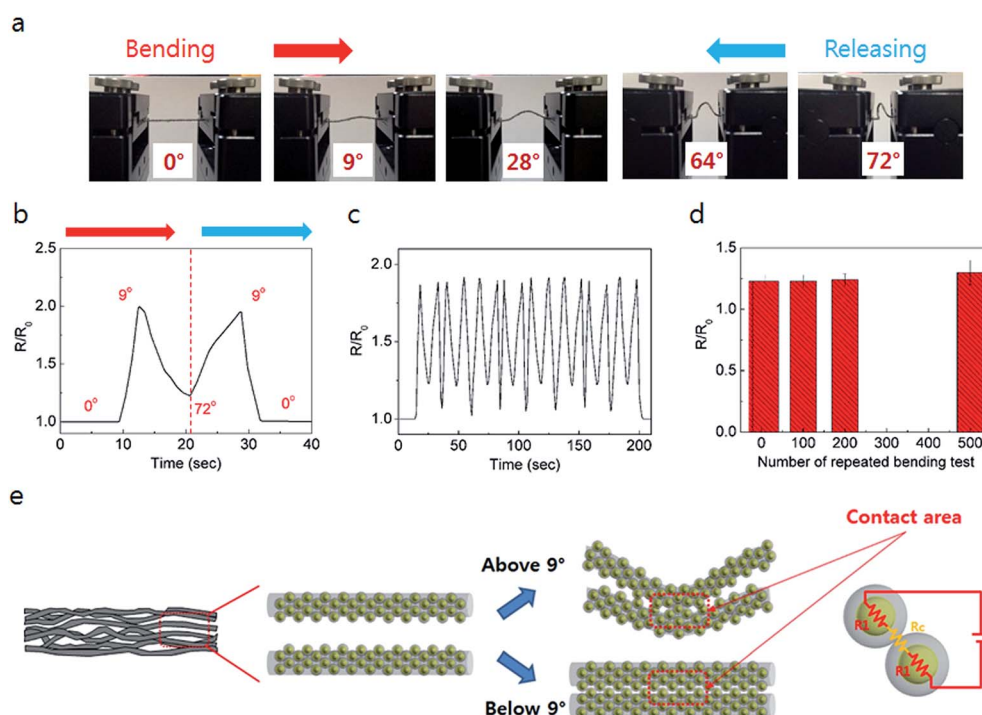 a
Bending
Releasing
0°
9°
28°
64°
72°
b
2.5
2.0
1.5
1.0
R/R0
9°
9°
0°
72°
0°
0
10
20
30
40
Time (sec)
c
2.0
1.5
1.0
R/R0
0
50
100
150
200
Time (sec)
d
1.5
1.0
0.5
0.0
R/R0
0
100
200
300
400
500
Number of repeated bending test
e
Contact area
Above 9°
Below 9°
R1
Rc
R1